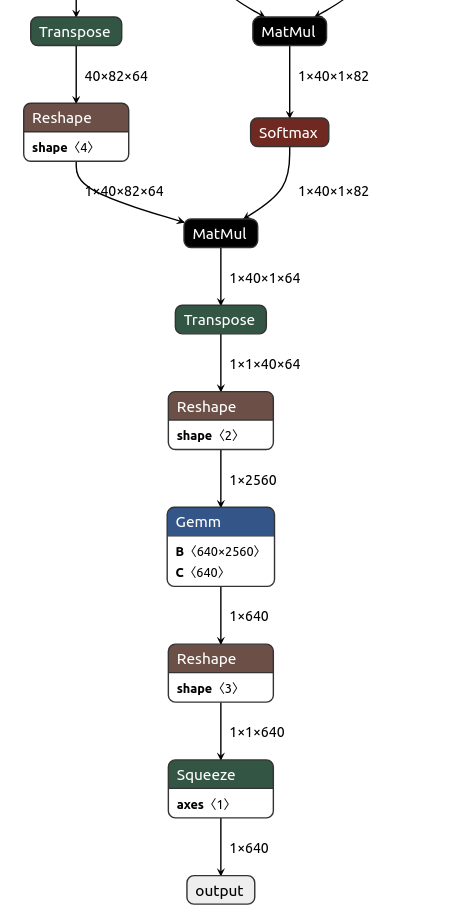 Transpose
MatMul
40×82×64
1×40×1×82
Reshape
shape〈4〉
Softmax
1×40×82×64
1×40×1×82
MatMul
1×40×1×64
Transpose
1×1×40×64
Reshape
shape〈2〉
1×2560
Gemm
B〈640×2560〉
C〈640〉
1×640
Reshape
shape〈3〉
1×1×640
Squeeze
axes〈1〉
1×640
output